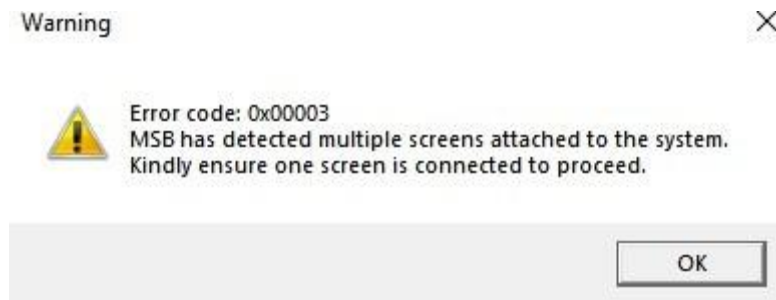 Warning
Error code: 0x00003
MSB has detected multiple screens attached to the system.
Kindly ensure one screen is connected to proceed.
OK